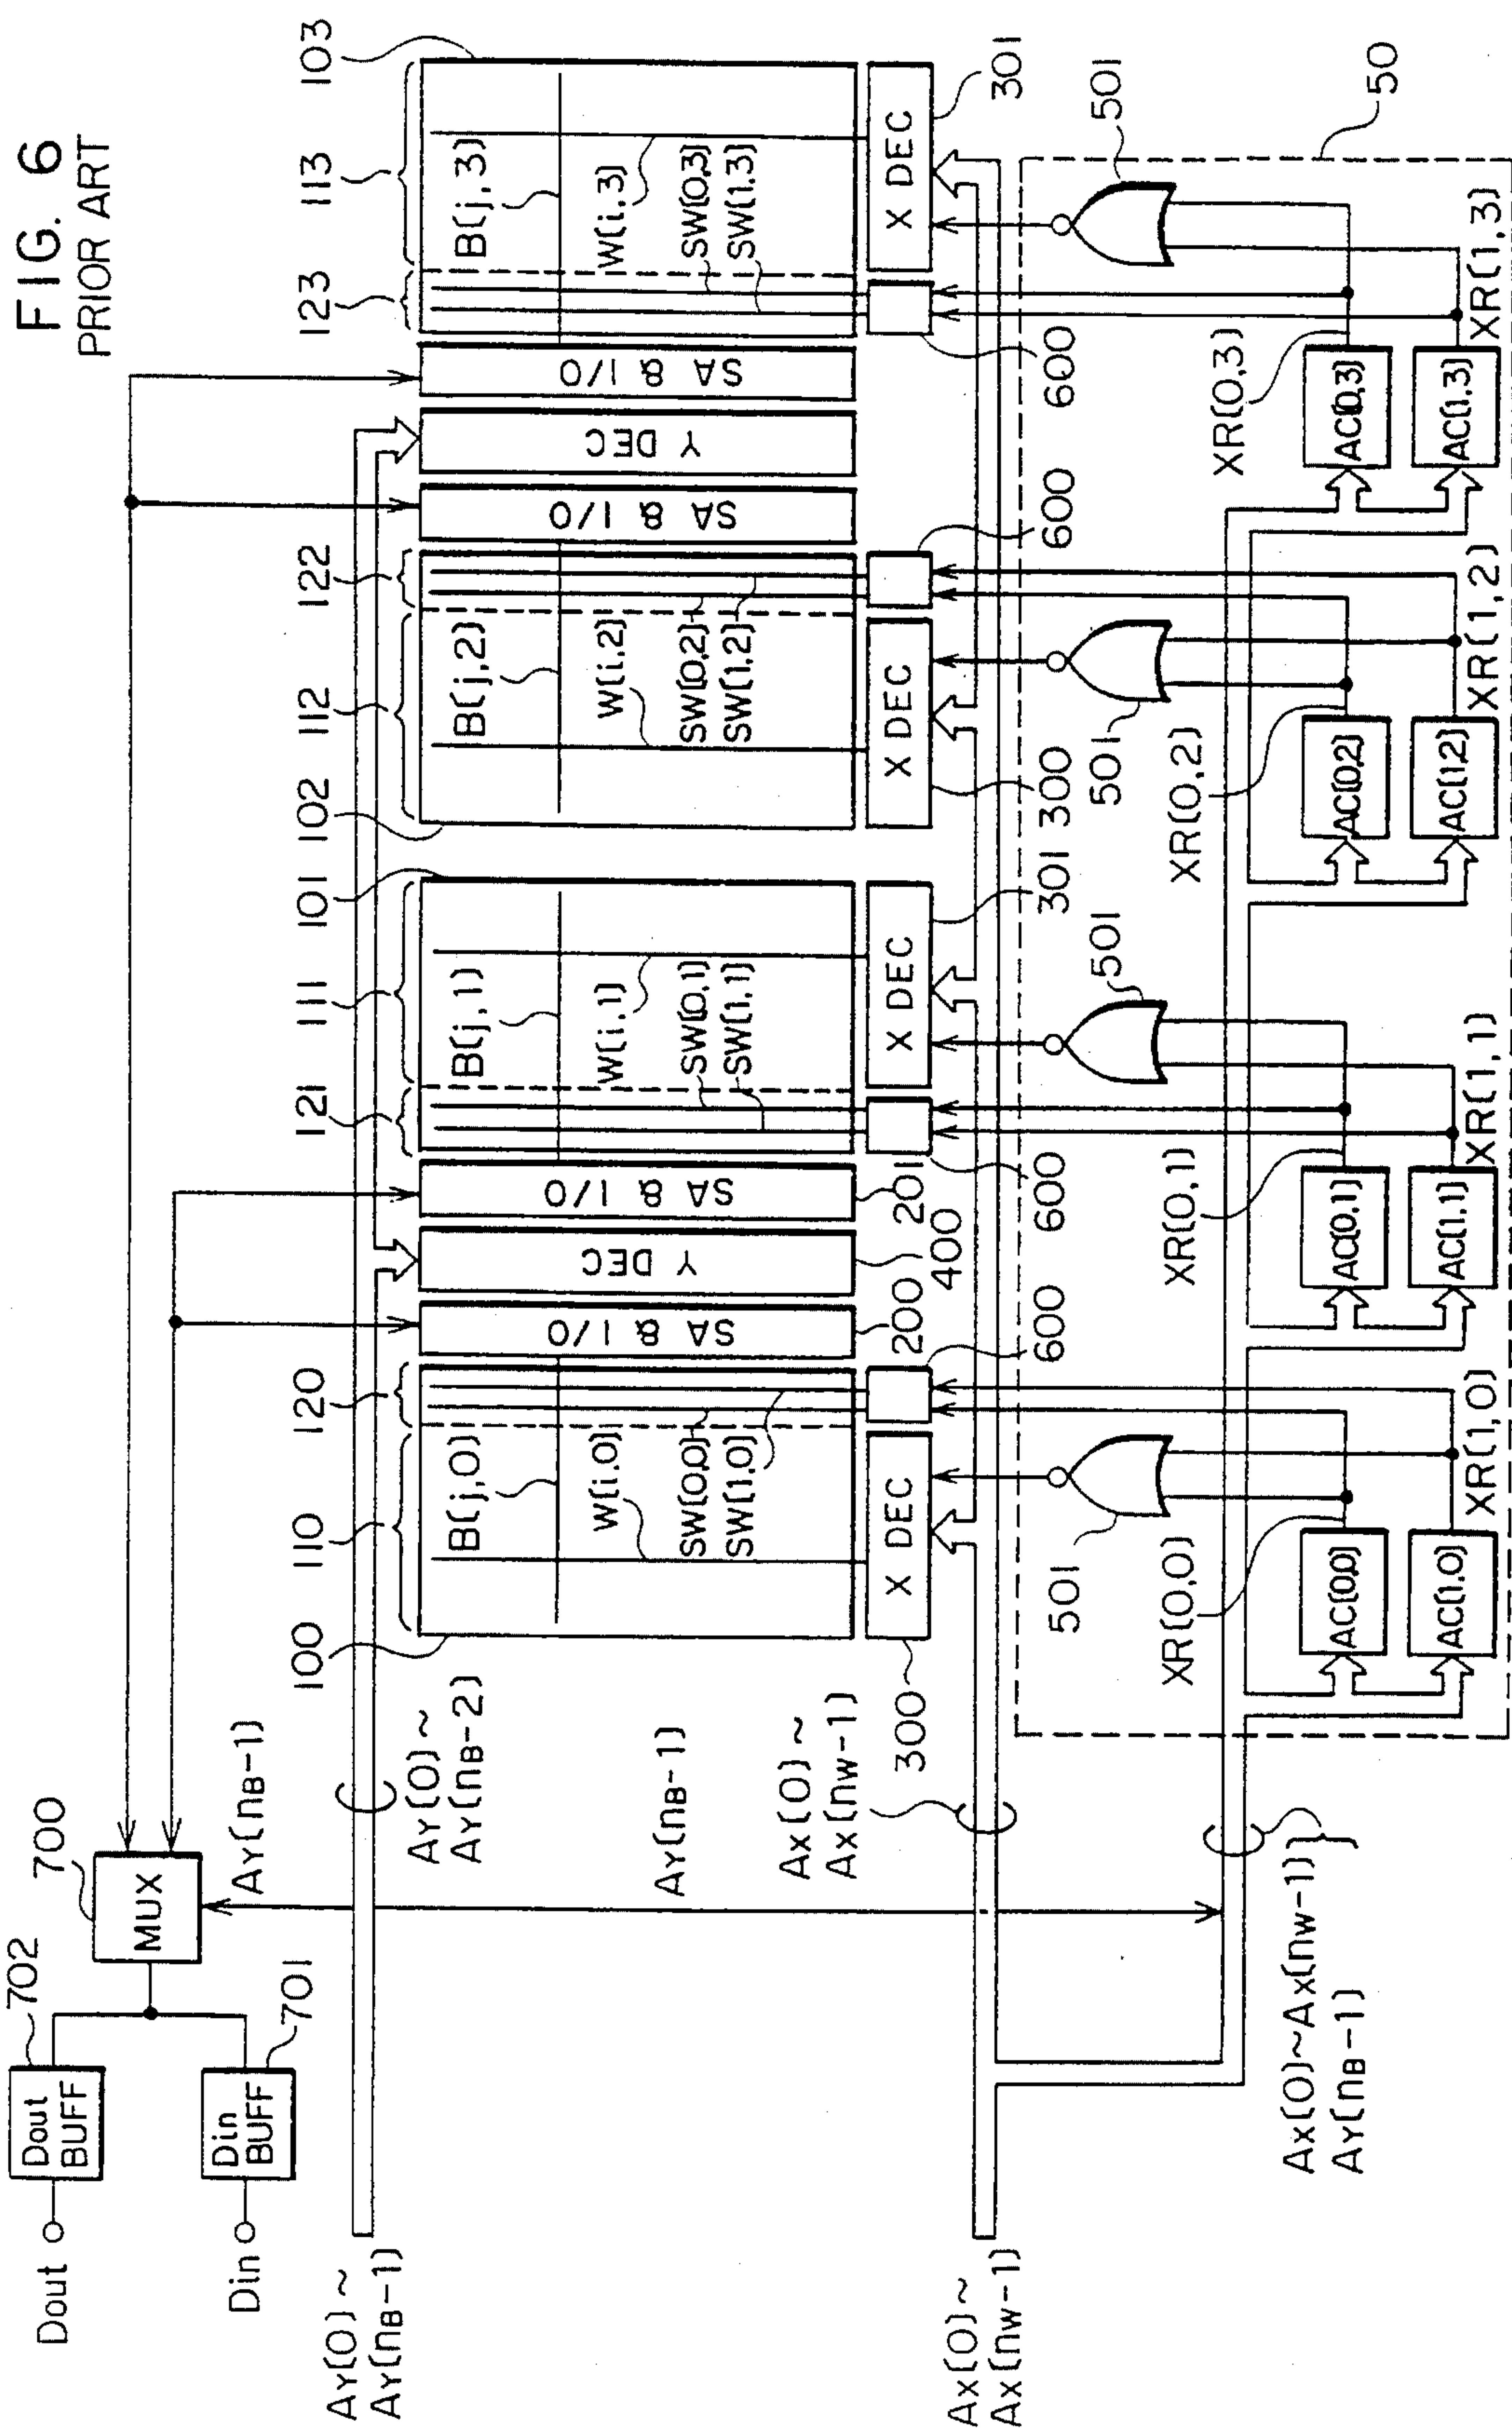 FIG. 6
PRIOR ART
Dout
Dout
BUFF
702
Din
Din
BUFF
701
MUX
700
AY(nB-1)
AY(0)~
AY(nB-1)
AY(0)~
AY(nB-2)
AY(nB-1)
AX(0)~
AX(nW-1)
AX(0)~
AX(nW-1)
AX(0)~AX(nW-1)
AY(nB-1)
100
110
120
121
111
101
102
112
122
123
113
103
B(j,0)
W(i,0)
SW(0,0)
SW(1,0)
SA & I/O
200
Y DEC
400
SA & I/O
201
B(j,1)
W(i,1)
SW(0,1)
SW(1,1)
B(j,2)
W(i,2)
SW(0,2)
SW(1,2)
SA & I/O
Y DEC
SA & I/O
B(j,3)
W(i,3)
SW(0,3)
SW(1,3)
300
X DEC
600
600
X DEC
301
X DEC
300
600
600
X DEC
301
501
501
501
501
50
XR(0,0)
AC(0,0)
AC(1,0)
XR(1,0)
XR(0,1)
AC(0,1)
AC(1,1)
XR(1,1)
XR(0,2)
AC(0,2)
AC(1,2)
XR(1,2)
XR(0,3)
AC(0,3)
AC(1,3)
XR(1,3)